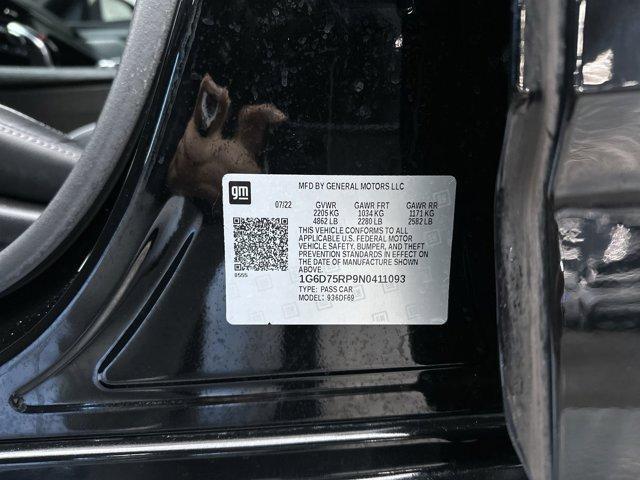 gm
MFD BY GENERAL MOTORS LLC
07/22 GVWR GAWR FRT GAWR RR
2205 KG 1034 KG 1171 KG
4862 LB 2280 LB 2582 LB
THIS VEHICLE CONFORMS TO ALL
APPLICABLE U.S. FEDERAL MOTOR
VEHICLE SAFETY, BUMPER, AND THEFT
PREVENTION STANDARDS IN EFFECT ON
THE DATE OF MANUFACTURE SHOWN
ABOVE.
1G6D75RP9N0411093
TYPE: PASS CAR
MODEL: 936DF69